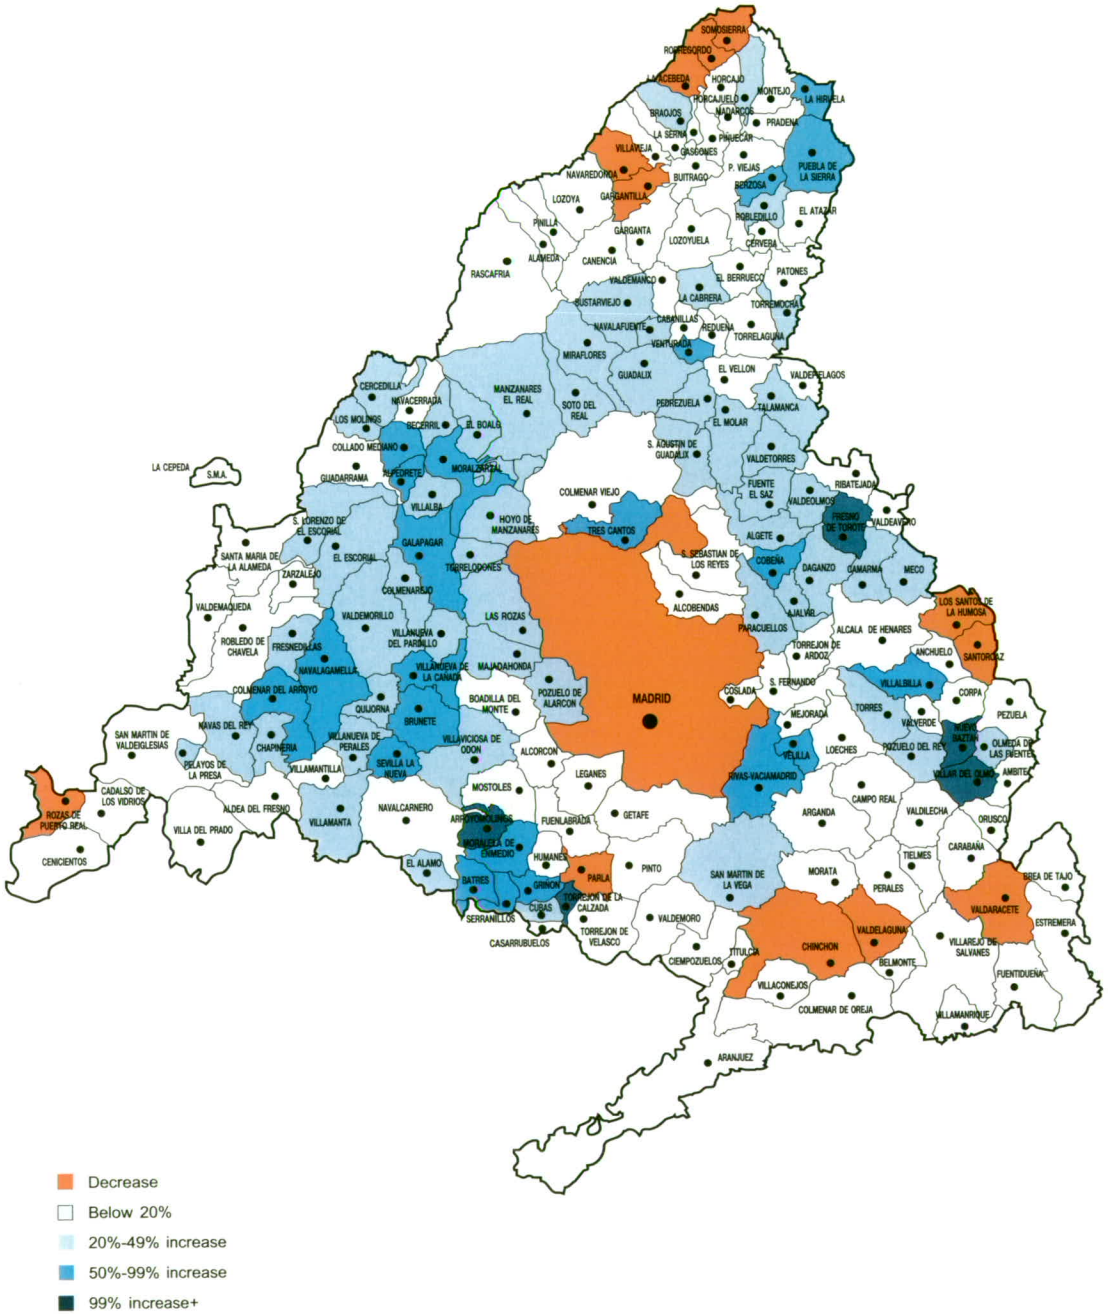 SOMOSIERRA
ROBREGORDO
LA ACEBEDA
HORCAJO
HORCAJUELO
MONTEJO
LA HIRUELA
BRAOJOS
MADARCOS
PRADENA
LA SERNA
PIÑUECAR
VILLAVIEJA
GASCONES
P. VIEJAS
PUEBLA DE
LA SIERRA
NAVAREDONDA
BUITRAGO
BERZOSA
GARGANTILLA
LOZOYA
ROBLEDILLO
EL ATAZAR
PINILLA
GARGANTA
LOZOYUELA
CERVERA
ALAMEDA
CANENCIA
RASCAFRIA
VALDEMANCO
EL BERRUECO
PATONES
LA CABRERA
BUSTARVIEJO
TORREMOCHA
CABANILLAS
NAVALAFUENTE
REDUEÑA
TORRELAGUNA
VENTURADA
MIRAFLORES
GUADALIX
EL VELLON
VALDEPIELAGOS
CERCEDILLA
MANZANARES
EL REAL
NAVACERRADA
SOTO DEL
REAL
PEDREZUELA
TALAMANCA
LOS MOLINOS
BECERRIL
EL BOALO
EL MOLAR
COLLADO MEDIANO
S. AGUSTIN DE
GUADALIX
VALDETORRES
LA CEPEDA
S.M.A.
GUADARRAMA
ALPEDRETE
MORALZARZAL
RIBATEJADA
VILLALBA
COLMENAR VIEJO
FUENTE
EL SAZ
VALDEOLMOS
S. LORENZO DE
EL ESCORIAL
HOYO DE
MANZANARES
TRES CANTOS
FRESNO
DE TOROTE
VALDEAVERO
ALGETE
SANTA MARIA DE
LA ALAMEDA
EL ESCORIAL
GALAPAGAR
TORRELODONES
S. SEBASTIAN DE
LOS REYES
COBEÑA
DAGANZO
CAMARMA
MECO
ZARZALEJO
COLMENAREJO
ALCOBENDAS
VALDEMAQUEDA
VALDEMORILLO
LAS ROZAS
PARACUELLOS
AJALVIR
LOS SANTOS DE
LA HUMOSA
ROBLEDO DE
CHAVELA
FRESNEDILLAS
VILLANUEVA
DEL PARDILLO
ALCALA DE HENARES
NAVALAGAMELLA
VILLANUEVA DE
LA CAÑADA
MAJADAHONDA
TORREJON DE
ARDOZ
ANCHUELO
SANTORCAZ
COLMENAR DEL ARROYO
POZUELO DE
ALARCON
MADRID
COSLADA
S. FERNANDO
VILLALBILLA
QUIJORNA
BRUNETE
BOADILLA DEL
MONTE
CORPA
PEZUELA
NAVAS DEL REY
MEJORADA
TORRES
VALVERDE
SAN MARTIN DE
VALDEIGLESIAS
CHAPINERIA
VILLANUEVA DE
PERALES
VILLAVICIOSA DE
ODON
VELILLA
LOECHES
POZUELO DEL REY
NUEVO
BAZTAN
OLMEDA DE
LAS FUENTES
PELAYOS DE
LA PRESA
SEVILLA LA
NUEVA
ALCORCON
VILLAMANTILLA
RIVAS-VACIAMADRID
VILLAR DEL OLMO
AMBITE
CADALSO DE
LOS VIDRIOS
MOSTOLES
LEGANES
CAMPO REAL
ROZAS DE
PUERTO REAL
ALDEA DEL FRESNO
VILLAMANTA
NAVALCARNERO
ARROYOMOLINOS
FUENLABRADA
GETAFE
ARGANDA
VALDILECHA
ORUSCO
VILLA DEL PRADO
MORALEJA DE
ENMEDIO
CENICIENTOS
EL ALAMO
HUMANES
PINTO
SAN MARTIN DE
LA VEGA
MORATA
TIELMES
CARABAÑA
BATRES
GRIÑON
PARLA
PERALES
BREA DE TAJO
SERRANILLOS
CUBAS
TORREJON DE LA
CALZADA
VALDARACETE
CASARRUBUELOS
TORREJON DE
VELASCO
VALDEMORO
VALDELAGUNA
ESTREMERA
CIEMPOZUELOS
TITULCIA
CHINCHON
VILLAREJO DE
SALVANES
BELMONTE
FUENTIDUEÑA
VILLACONEJOS
COLMENAR DE OREJA
VILLAMANRIQUE
ARANJUEZ
Decrease
Below 20%
20%-49% increase
50%-99% increase
99% increase+